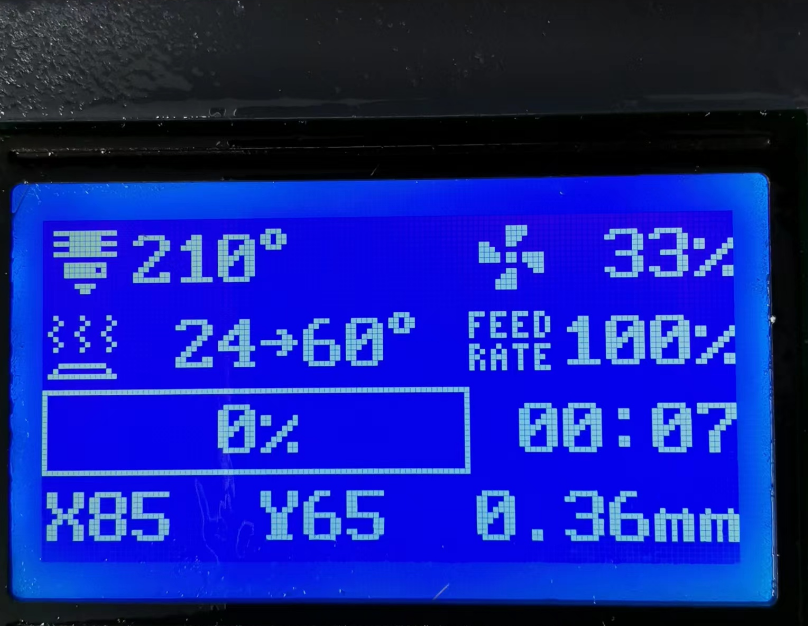 210° 33%
24→60° FEED RATE 100%
0% 00:07
X85 Y65 0.36mm